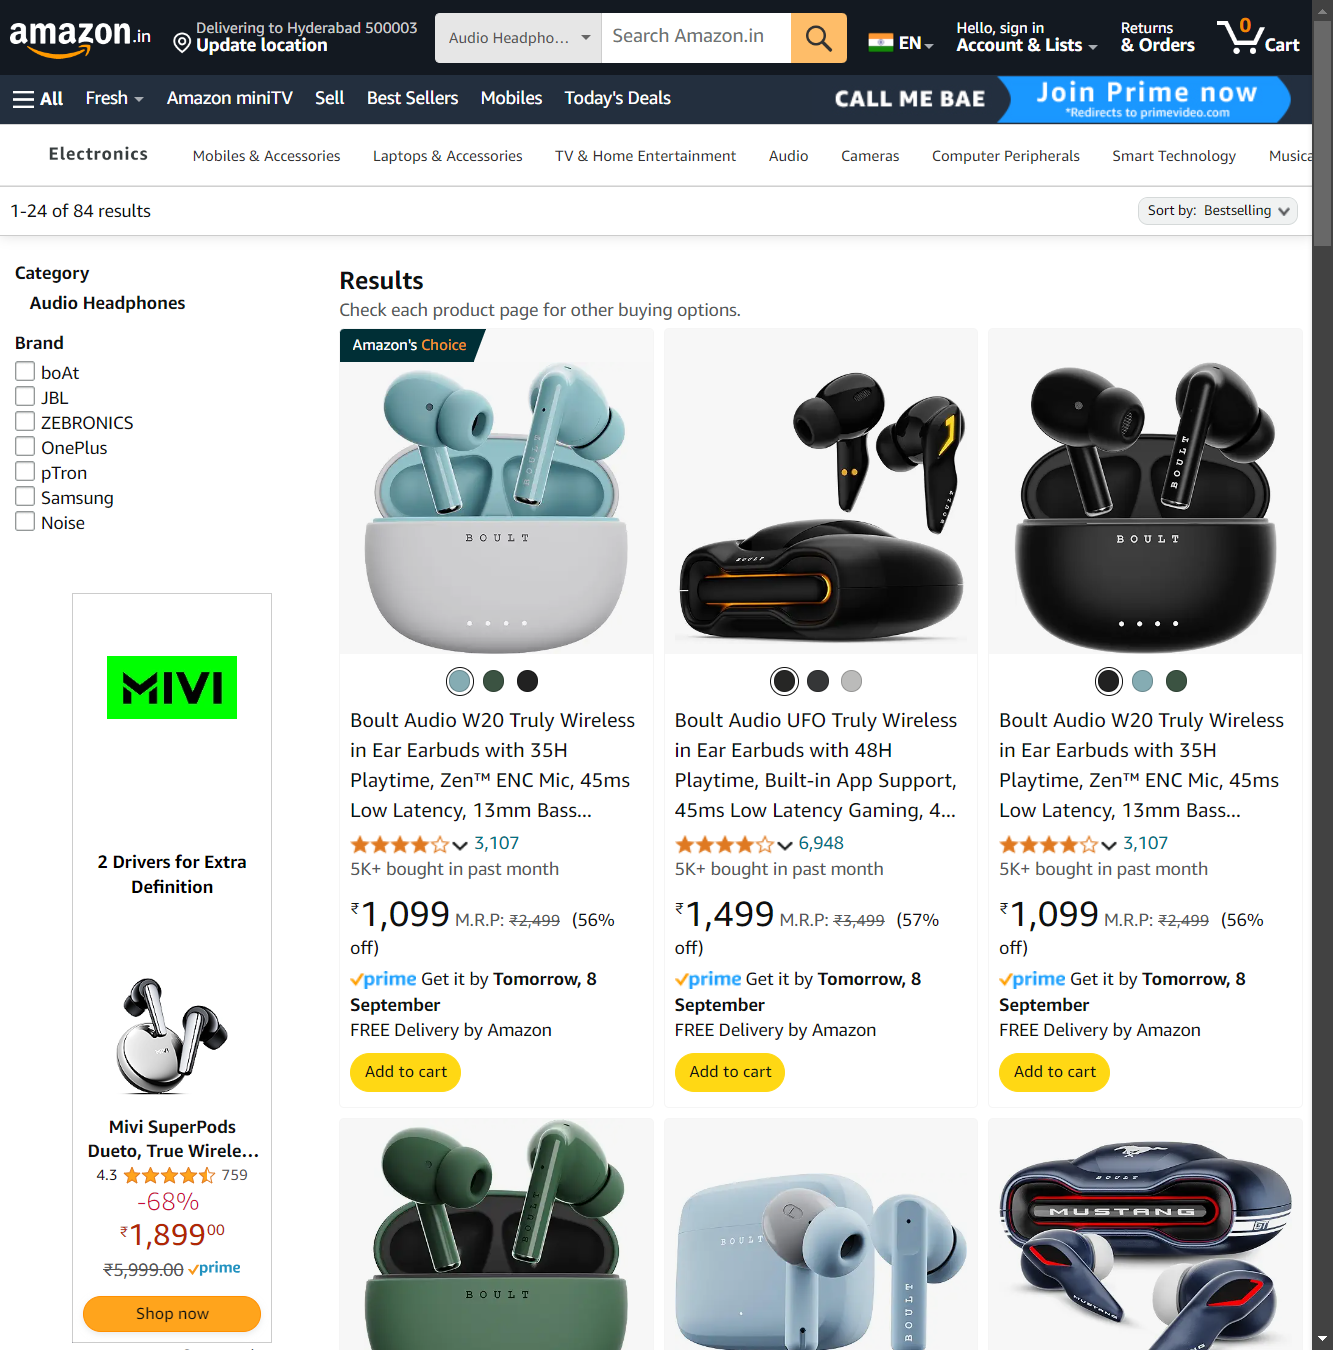 amazon.in
Delivering to Hyderabad 500003
Update location
Audio Headpho...
Search Amazon.in
EN
Hello, sign in
Account & Lists
Returns
& Orders
0
Cart
All
Fresh
Amazon miniTV
Sell
Best Sellers
Mobiles
Today's Deals
CALL ME BAE
Join Prime now
*Redirects to primevideo.com
Electronics
Mobiles & Accessories
Laptops & Accessories
TV & Home Entertainment
Audio
Cameras
Computer Peripherals
Smart Technology
Musica
1-24 of 84 results
Sort by: Bestselling
Category
Audio Headphones
Brand
boAt
JBL
ZEBRONICS
OnePlus
pTron
Samsung
Noise
MIVI
2 Drivers for Extra
Definition
Mivi SuperPods
Dueto, True Wirele...
4.3 759
-68%
₹1,89900
₹5,999.00 prime
Shop now
Results
Check each product page for other buying options.
Amazon's Choice
BOULT
BOULT
Boult Audio W20 Truly Wireless
in Ear Earbuds with 35H
Playtime, Zen™ ENC Mic, 45ms
Low Latency, 13mm Bass...
3,107
5K+ bought in past month
₹1,099 M.R.P: ₹2,499 (56%
off)
prime Get it by Tomorrow, 8
September
FREE Delivery by Amazon
Add to cart
BOULT
BOULT
Boult Audio UFO Truly Wireless
in Ear Earbuds with 48H
Playtime, Built-in App Support,
45ms Low Latency Gaming, 4...
6,948
5K+ bought in past month
₹1,499 M.R.P: ₹3,499 (57%
off)
prime Get it by Tomorrow, 8
September
FREE Delivery by Amazon
Add to cart
BOULT
BOULT
Boult Audio W20 Truly Wireless
in Ear Earbuds with 35H
Playtime, Zen™ ENC Mic, 45ms
Low Latency, 13mm Bass...
3,107
5K+ bought in past month
₹1,099 M.R.P: ₹2,499 (56%
off)
prime Get it by Tomorrow, 8
September
FREE Delivery by Amazon
Add to cart
BOULT
BOULT
BOULT
BOULT
BOULT
MUSTANG
GT
MUSTANG